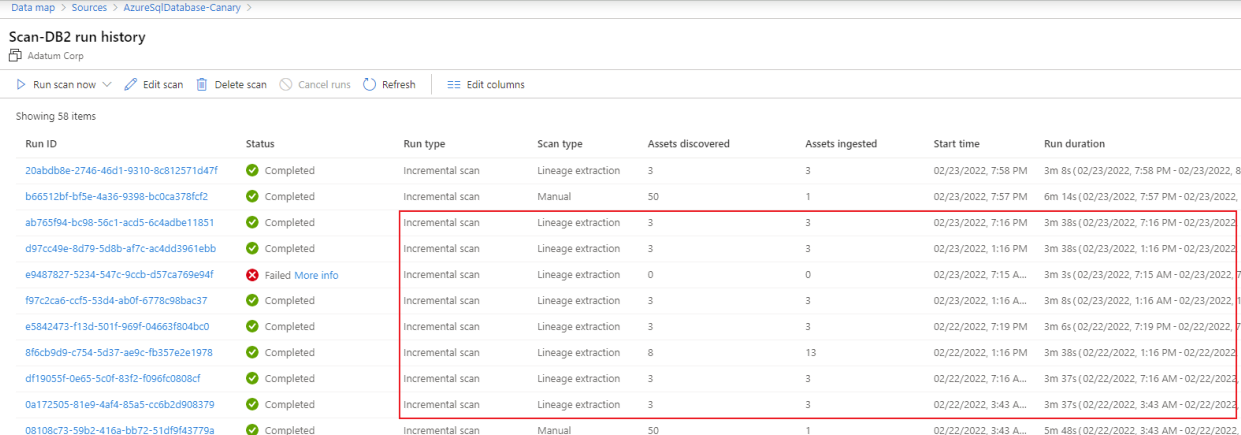 Data map > Sources > AzureSqlDatabase-Canary >
Scan-DB2 run history
Adatum Corp
Run scan now Edit scan Delete scan Cancel runs Refresh Edit columns
Showing 58 items
Run ID Status Run type Scan type Assets discovered Assets ingested Start time Run duration
20abdb8e-2746-46d1-9310-8c812571d47f Completed Incremental scan Lineage extraction 3 3 02/23/2022, 7:58 PM 3m 8s (02/23/2022, 7:58 PM - 02/23/2022, 8
b66512bf-bf5e-4a36-9398-bc0ca378fcf2 Completed Incremental scan Manual 50 1 02/23/2022, 7:57 PM 6m 14s (02/23/2022, 7:57 PM - 02/23/2022,
ab765f94-bc98-56c1-acd5-6c4adbe11851 Completed Incremental scan Lineage extraction 3 3 02/23/2022, 7:16 PM 3m 38s (02/23/2022, 7:16 PM - 02/23/2022,
d97cc49e-8d79-5d8b-af7c-ac4dd3961ebb Completed Incremental scan Lineage extraction 3 3 02/23/2022, 1:16 PM 3m 38s (02/23/2022, 1:16 PM - 02/23/2022,
e9487827-5234-547c-9ccb-d57ca769e94f Failed More info Incremental scan Lineage extraction 0 0 02/23/2022, 7:15 A... 3m 3s (02/23/2022, 7:15 AM - 02/23/2022, 7
f97c2ca6-ccf5-53d4-ab0f-6778c98bac37 Completed Incremental scan Lineage extraction 3 3 02/23/2022, 1:16 A... 3m 8s (02/23/2022, 1:16 AM - 02/23/2022, 1
e5842473-f13d-501f-969f-04663f804bc0 Completed Incremental scan Lineage extraction 3 3 02/22/2022, 7:19 PM 3m 6s (02/22/2022, 7:19 PM - 02/22/2022, 7
8f6cb9d9-c754-5d37-ae9c-fb357e2e1978 Completed Incremental scan Lineage extraction 8 13 02/22/2022, 1:16 PM 3m 38s (02/22/2022, 1:16 PM - 02/22/2022,
df19055f-0e65-5c0f-83f2-f096fc0808cf Completed Incremental scan Lineage extraction 3 3 02/22/2022, 7:16 A... 3m 37s (02/22/2022, 7:16 AM - 02/22/2022,
0a172505-81e9-4af4-85a5-cc6b2d908379 Completed Incremental scan Lineage extraction 3 3 02/22/2022, 3:43 A... 3m 37s (02/22/2022, 3:43 AM - 02/22/2022,
08108c73-59b2-416a-bb72-51df9f43779a Completed Incremental scan Manual 50 1 02/22/2022, 3:43 A... 5m 48s (02/22/2022, 3:43 AM - 02/22/2022,